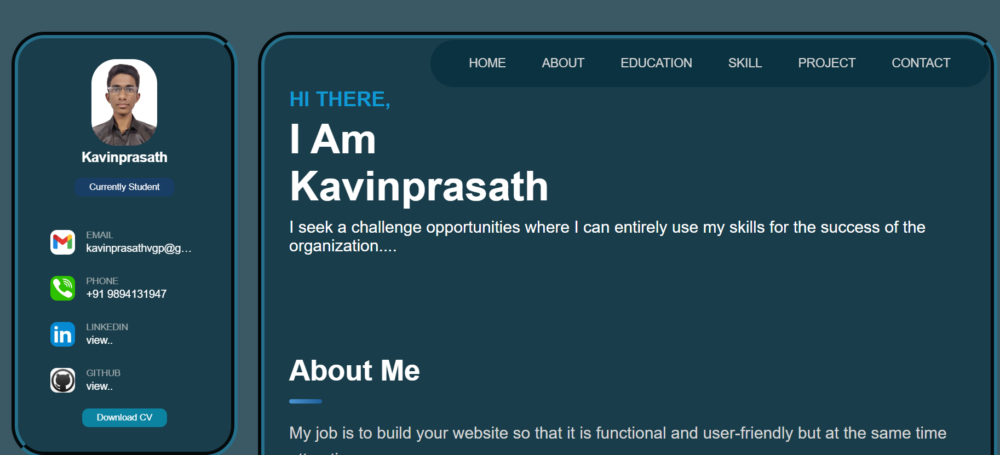 Kavinprasath
Currently Student
EMAIL
kavinprasathvgp@g...
PHONE
+91 9894131947
LINKEDIN
view..
GITHUB
view..
Download CV
HOME ABOUT EDUCATION SKILL PROJECT CONTACT
HI THERE,
I Am
Kavinprasath
I seek a challenge opportunities where I can entirely use my skills for the success of the
organization....
About Me
My job is to build your website so that it is functional and user-friendly but at the same time